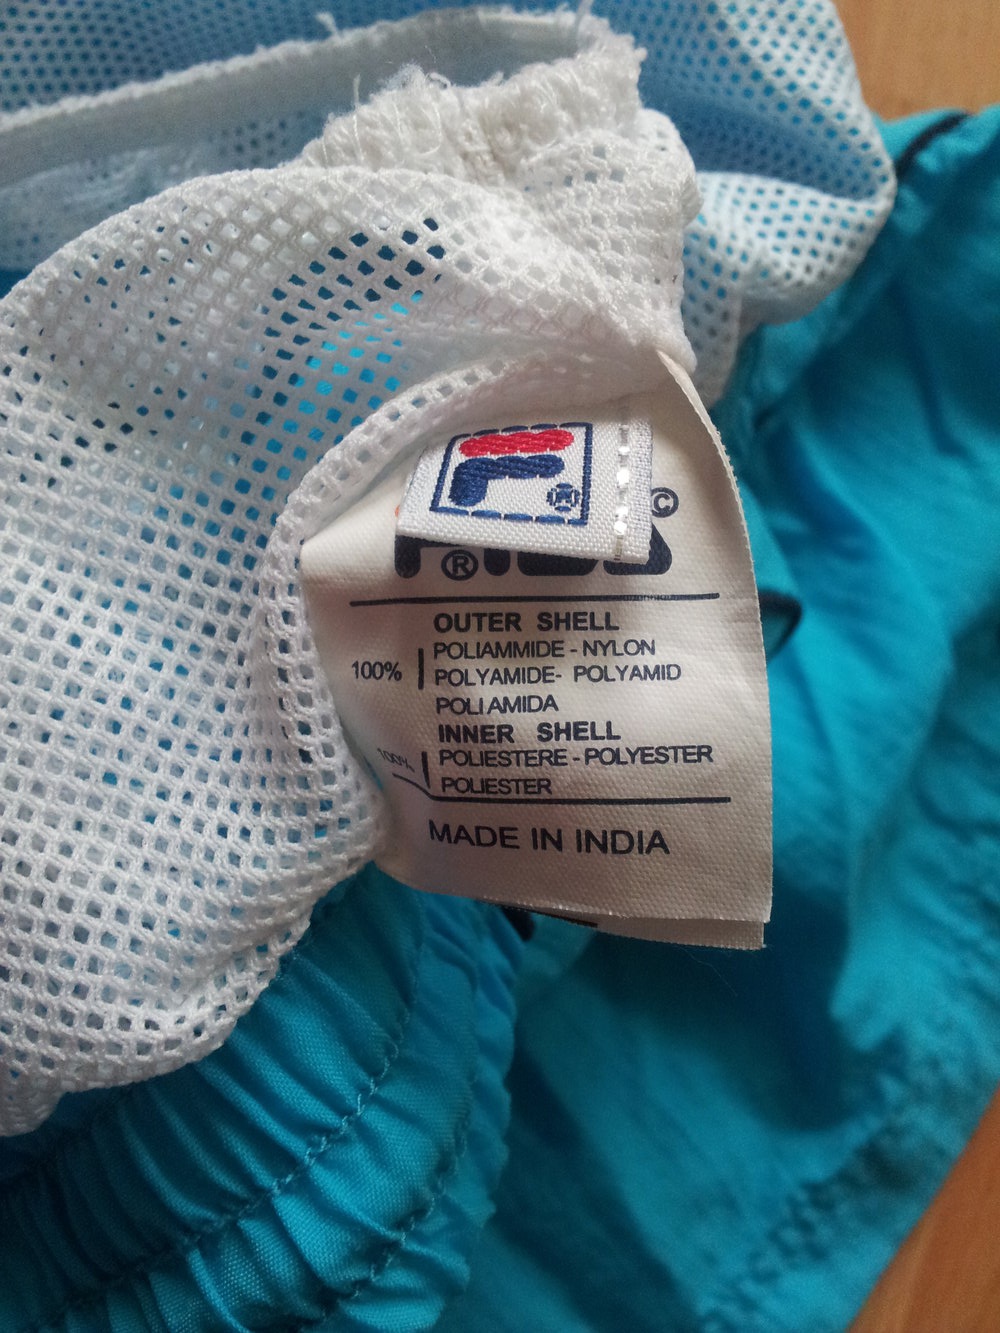 ®
©
OUTER SHELL
100%
POLIAMMIDE - NYLON
POLYAMIDE- POLYAMID
POLIAMIDA
INNER SHELL
100%
POLIESTERE - POLYESTER
POLIESTER
MADE IN INDIA